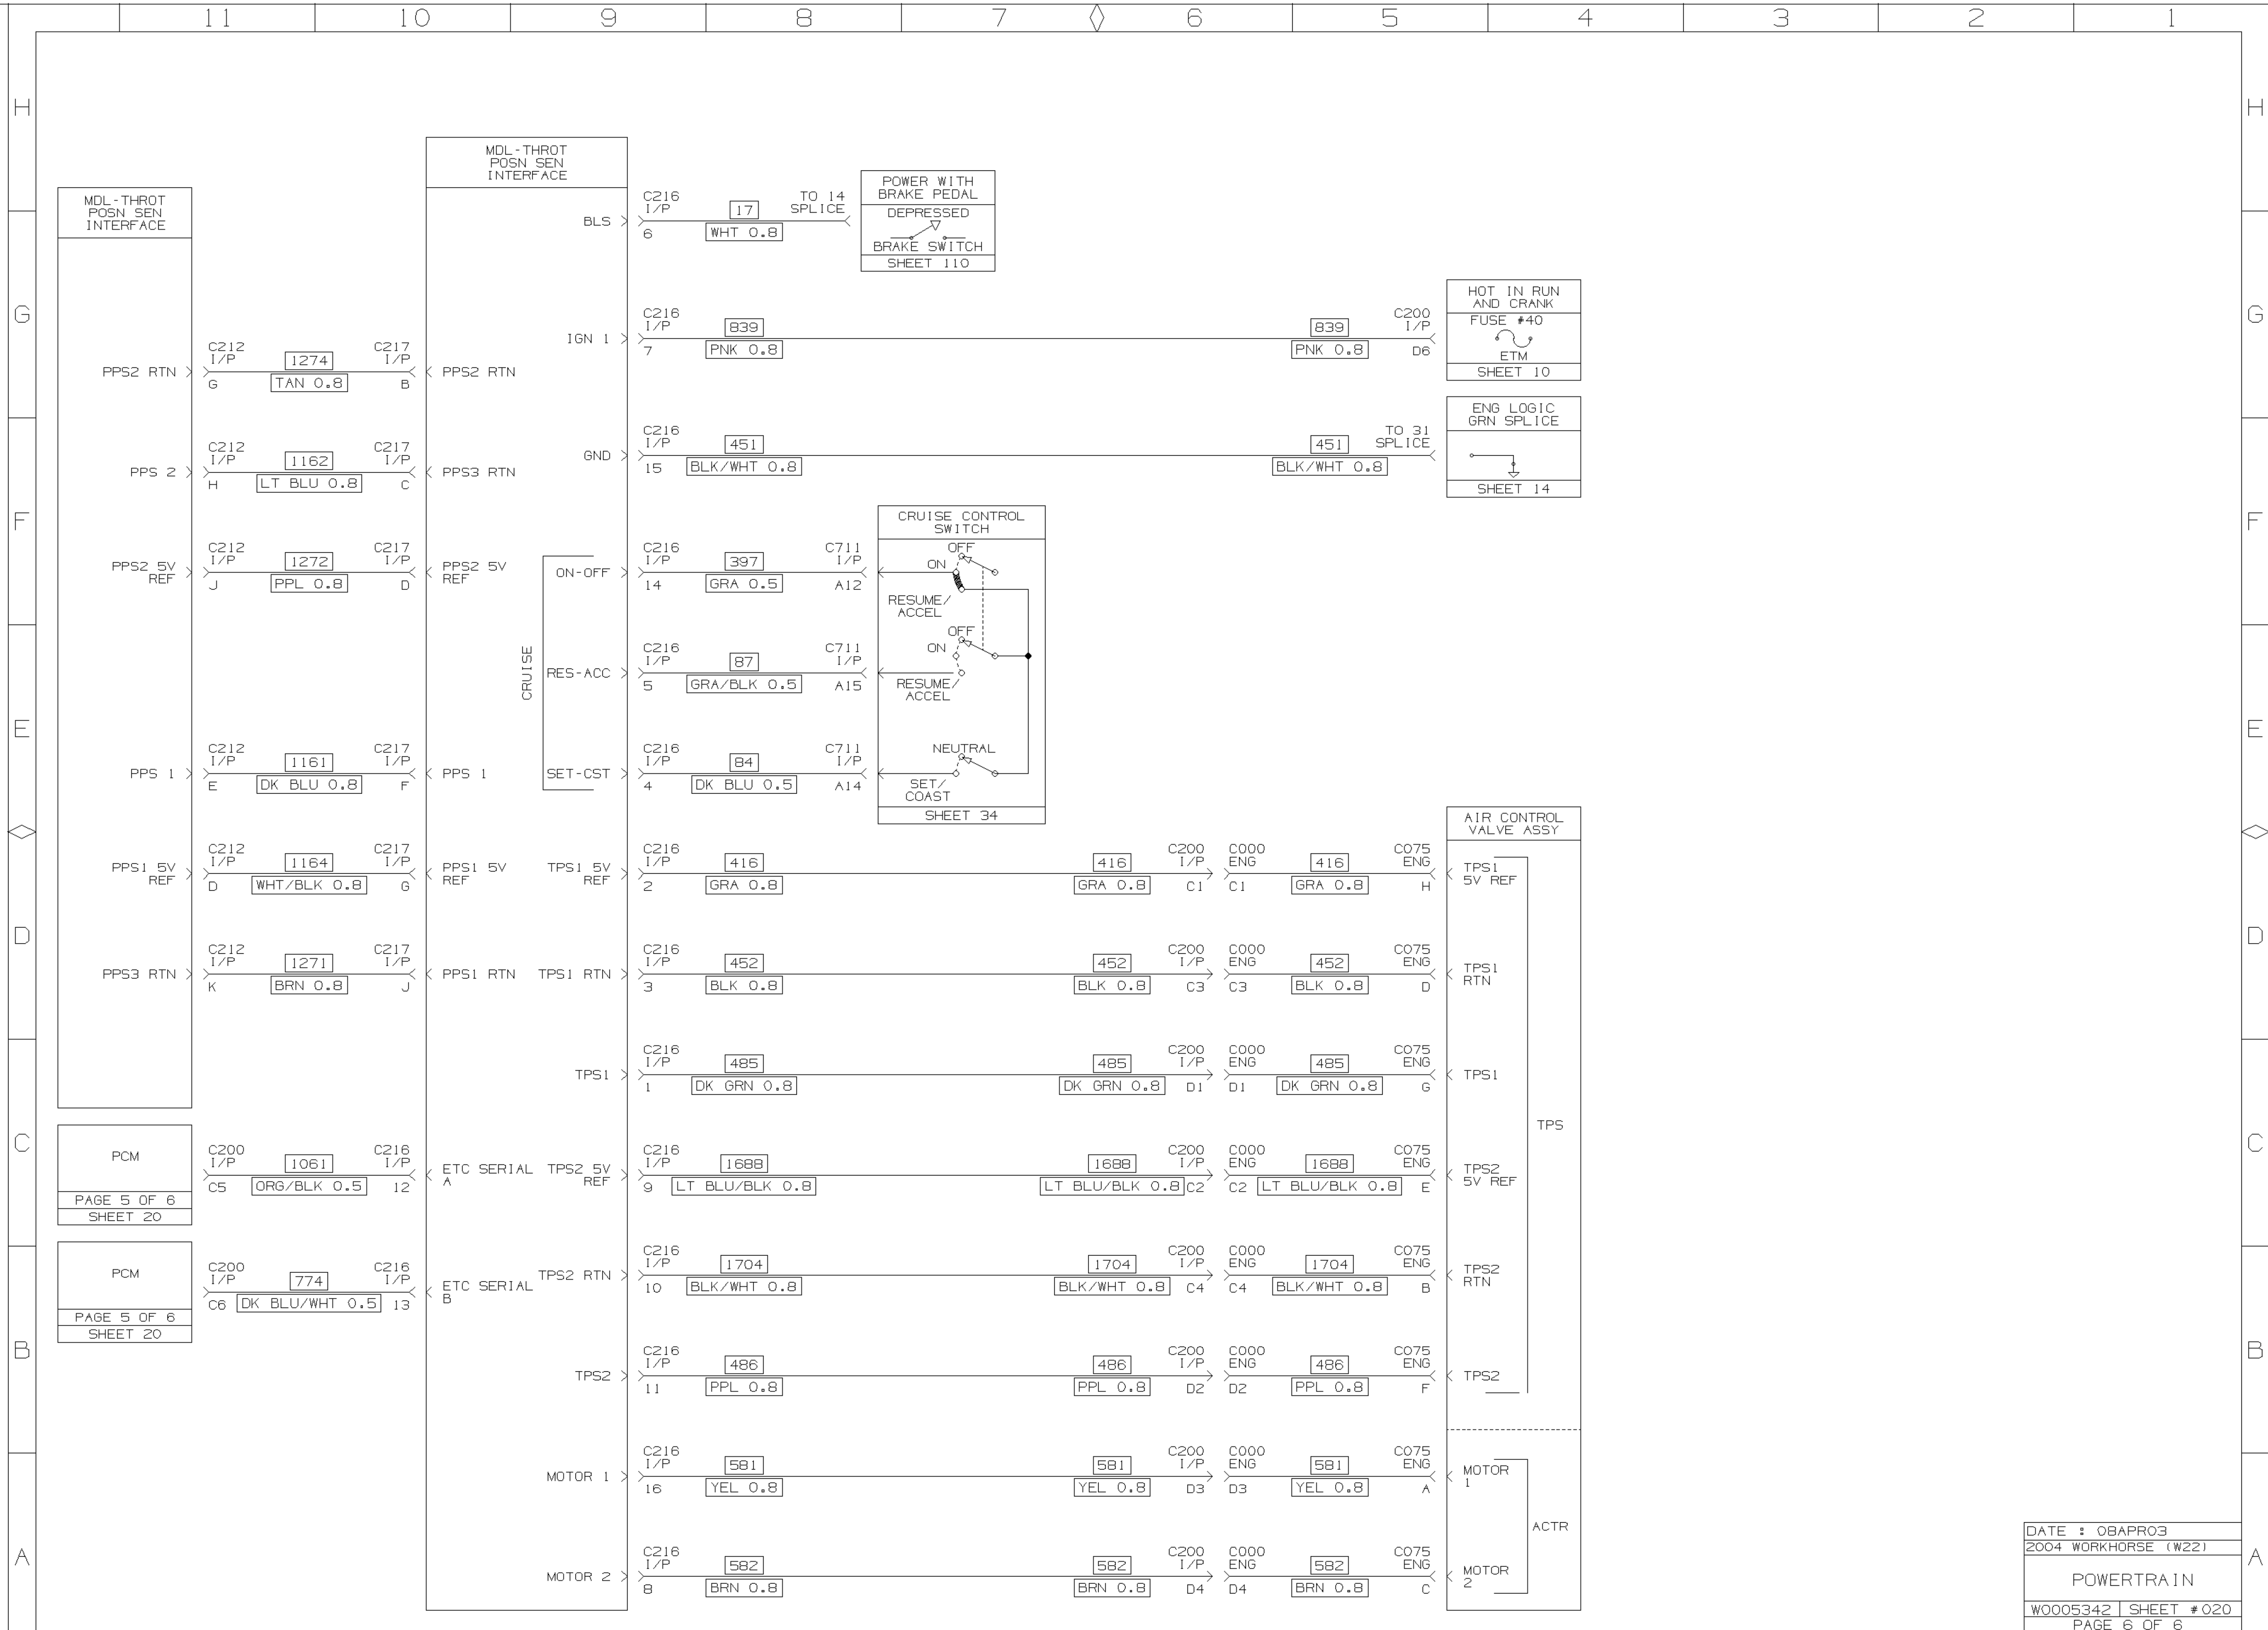 11 10 9 8 7 6 5 4 3 2 1
H H
G G
F F
E E
D D
C C
B B
A A
MDL-THROT
POSN SEN
INTERFACE
PPS2 RTN
C212
I/P
G
1274
TAN 0.8
C217
I/P
B
PPS2 RTN
PPS 2
C212
I/P
H
1162
LT BLU 0.8
C217
I/P
C
PPS3 RTN
PPS2 5V
REF
C212
I/P
J
1272
PPL 0.8
C217
I/P
D
PPS2 5V
REF
PPS 1
C212
I/P
E
1161
DK BLU 0.8
C217
I/P
F
PPS 1
PPS1 5V
REF
C212
I/P
D
1164
WHT/BLK 0.8
C217
I/P
G
PPS1 5V
REF
PPS3 RTN
C212
I/P
K
1271
BRN 0.8
C217
I/P
J
PPS1 RTN
PCM
PAGE 5 OF 6
SHEET 20
C200
I/P
C5
1061
ORG/BLK 0.5
C216
I/P
12
ETC SERIAL
A
PCM
PAGE 5 OF 6
SHEET 20
C200
I/P
C6
774
DK BLU/WHT 0.5
C216
I/P
13
ETC SERIAL
B
MDL-THROT
POSN SEN
INTERFACE
BLS
C216
I/P
6
17
WHT 0.8
TO 14
SPLICE
POWER WITH
BRAKE PEDAL
DEPRESSED
BRAKE SWITCH
SHEET 110
IGN 1
C216
I/P
7
839
PNK 0.8
839
PNK 0.8
C200
I/P
D6
HOT IN RUN
AND CRANK
FUSE #40
ETM
SHEET 10
GND
C216
I/P
15
451
BLK/WHT 0.8
451
BLK/WHT 0.8
TO 31
SPLICE
ENG LOGIC
GRN SPLICE
SHEET 14
CRUISE
ON-OFF
C216
I/P
14
397
GRA 0.5
C711
I/P
A12
RES-ACC
C216
I/P
5
87
GRA/BLK 0.5
C711
I/P
A15
SET-CST
C216
I/P
4
84
DK BLU 0.5
C711
I/P
A14
CRUISE CONTROL
SWITCH
OFF
ON
RESUME/
ACCEL
OFF
ON
RESUME/
ACCEL
NEUTRAL
SET/
COAST
SHEET 34
AIR CONTROL
VALVE ASSY
TPS1 5V
REF
C216
I/P
2
416
GRA 0.8
416
GRA 0.8
C200
I/P
C1
C000
ENG
C1
416
GRA 0.8
C075
ENG
H
TPS1
5V REF
TPS1 RTN
C216
I/P
3
452
BLK 0.8
452
BLK 0.8
C200
I/P
C3
C000
ENG
C3
452
BLK 0.8
C075
ENG
D
TPS1
RTN
TPS1
C216
I/P
1
485
DK GRN 0.8
485
DK GRN 0.8
C200
I/P
D1
C000
ENG
D1
485
DK GRN 0.8
C075
ENG
G
TPS1
TPS
TPS2 5V
REF
C216
I/P
9
1688
LT BLU/BLK 0.8
1688
LT BLU/BLK 0.8
C200
I/P
C2
C000
ENG
C2
1688
LT BLU/BLK 0.8
C075
ENG
E
TPS2
5V REF
TPS2 RTN
C216
I/P
10
1704
BLK/WHT 0.8
1704
BLK/WHT 0.8
C200
I/P
C4
C000
ENG
C4
1704
BLK/WHT 0.8
C075
ENG
B
TPS2
RTN
TPS2
C216
I/P
11
486
PPL 0.8
486
PPL 0.8
C200
I/P
D2
C000
ENG
D2
486
PPL 0.8
C075
ENG
F
TPS2
MOTOR 1
C216
I/P
16
581
YEL 0.8
581
YEL 0.8
C200
I/P
D3
C000
ENG
D3
581
YEL 0.8
C075
ENG
A
MOTOR
1
ACTR
MOTOR 2
C216
I/P
8
582
BRN 0.8
582
BRN 0.8
C200
I/P
D4
C000
ENG
D4
582
BRN 0.8
C075
ENG
C
MOTOR
2
DATE : 08APR03
2004 WORKHORSE (W22)
POWERTRAIN
W0005342 SHEET #020
PAGE 6 OF 6